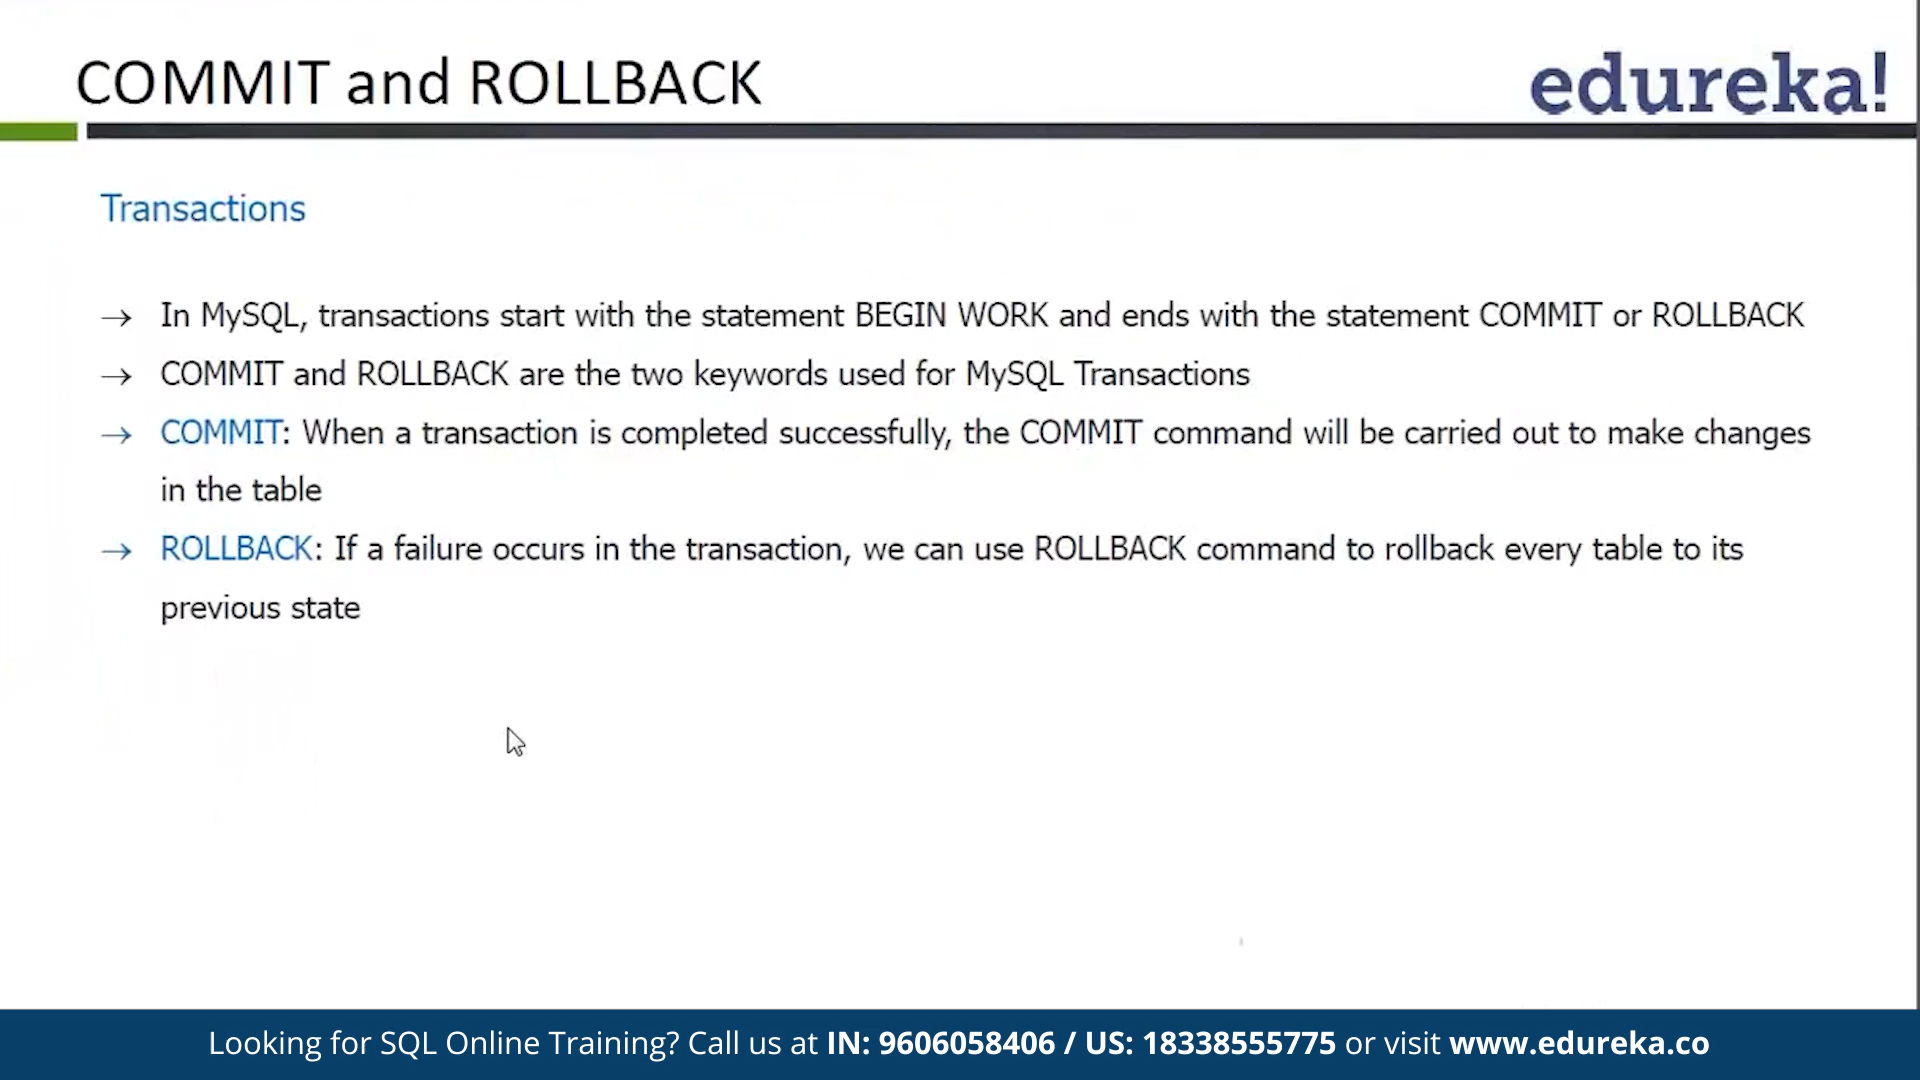 COMMIT and ROLLBACK
edureka!
Transactions
→ In MySQL, transactions start with the statement BEGIN WORK and ends with the statement COMMIT or ROLLBACK
→ COMMIT and ROLLBACK are the two keywords used for MySQL Transactions
→ COMMIT: When a transaction is completed successfully, the COMMIT command will be carried out to make changes
in the table
→ ROLLBACK: If a failure occurs in the transaction, we can use ROLLBACK command to rollback every table to its
previous state
Looking for SQL Online Training? Call us at IN: 9606058406 / US: 18338555775 or visit www.edureka.co